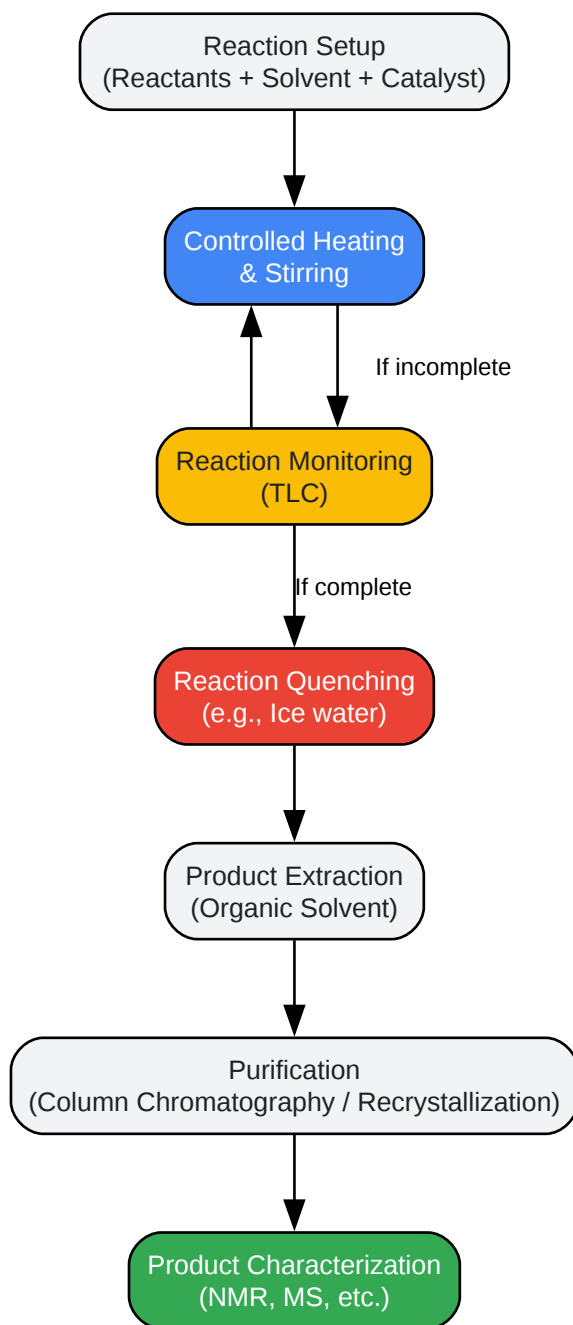 Reaction Setup
(Reactants + Solvent + Catalyst)
Controlled Heating
& Stirring
If incomplete
Reaction Monitoring
(TLC)
If complete
Reaction Quenching
(e.g., Ice water)
Product Extraction
(Organic Solvent)
Purification
(Column Chromatography / Recrystallization)
Product Characterization
(NMR, MS, etc.)